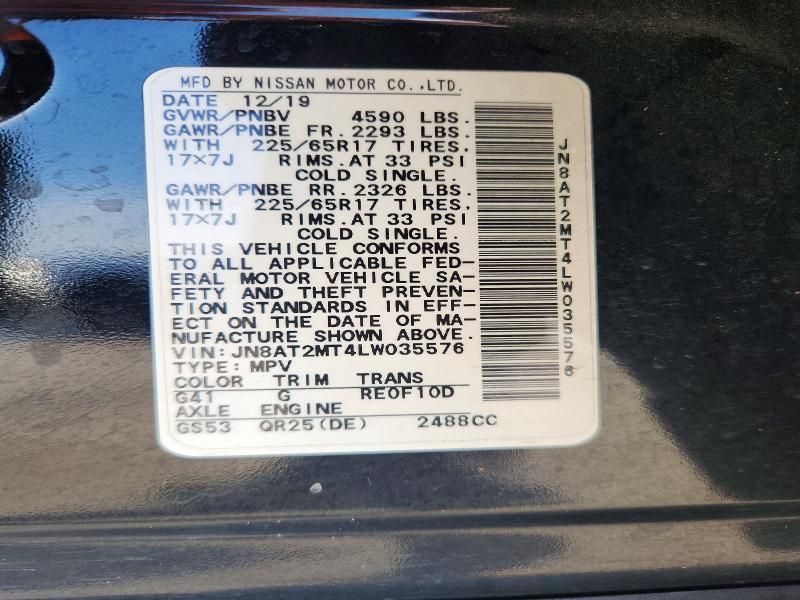 MFD BY NISSAN MOTOR CO.,LTD.
DATE 12/19
GVWR/PNBV 4590 LBS.
GAWR/PNBE FR.2293 LBS.
WITH 225/65R17 TIRES.
17×7J RIMS.AT 33 PSI
COLD SINGLE.
GAWR/PNBE RR.2326 LBS.
WITH 225/65R17 TIRES.
17×7J RIMS.AT 33 PSI
COLD SINGLE.
THIS VEHICLE CONFORMS
TO ALL APPLICABLE FED-
ERAL MOTOR VEHICLE SA-
FETY AND THEFT PREVEN-
TION STANDARDS IN EFF-
ECT ON THE DATE OF MA-
NUFACTURE SHOWN ABOVE.
VIN:JN8AT2MT4LW035576
TYPE:MPV
COLOR TRIM TRANS
G41 G RE0F10D
AXLE ENGINE
GS53 QR25(DE) 2488CC
JN8AT2MT4LW035576